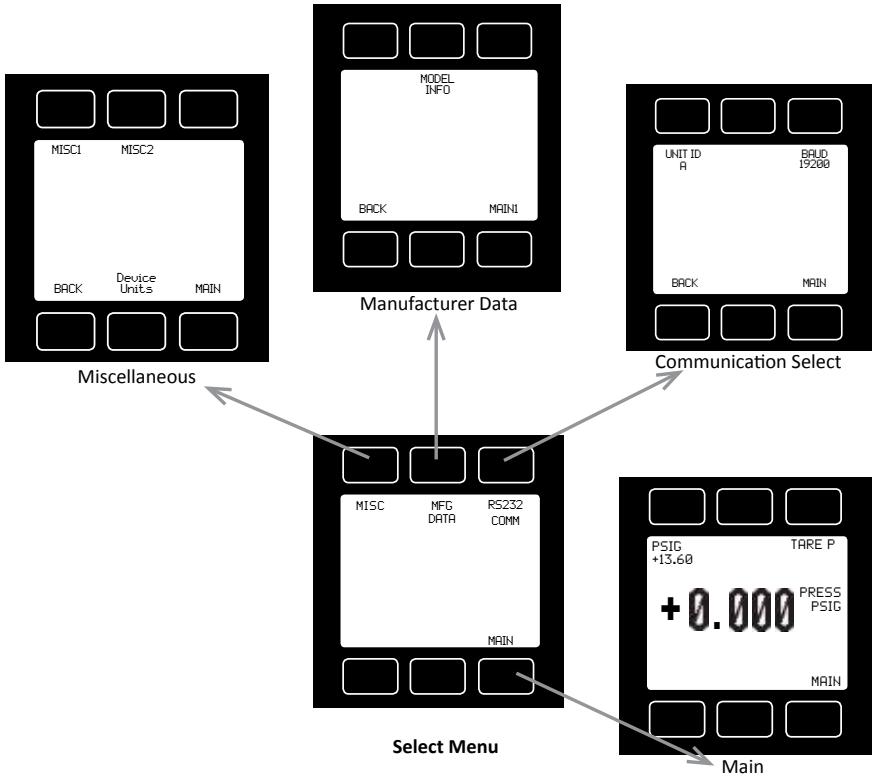 MODEL
INFO
BACK MAIN1
Manufacturer Data
MISC1 MISC2
Device
Units
BACK MAIN
Miscellaneous
UNIT ID BAUD
A 19200
BACK MAIN
Communication Select
MISC MFG RS232
DATA COMM
MAIN
Select Menu
PSIG TARE P
+13.60
+0.000 PRESS
PSIG
MAIN
Main